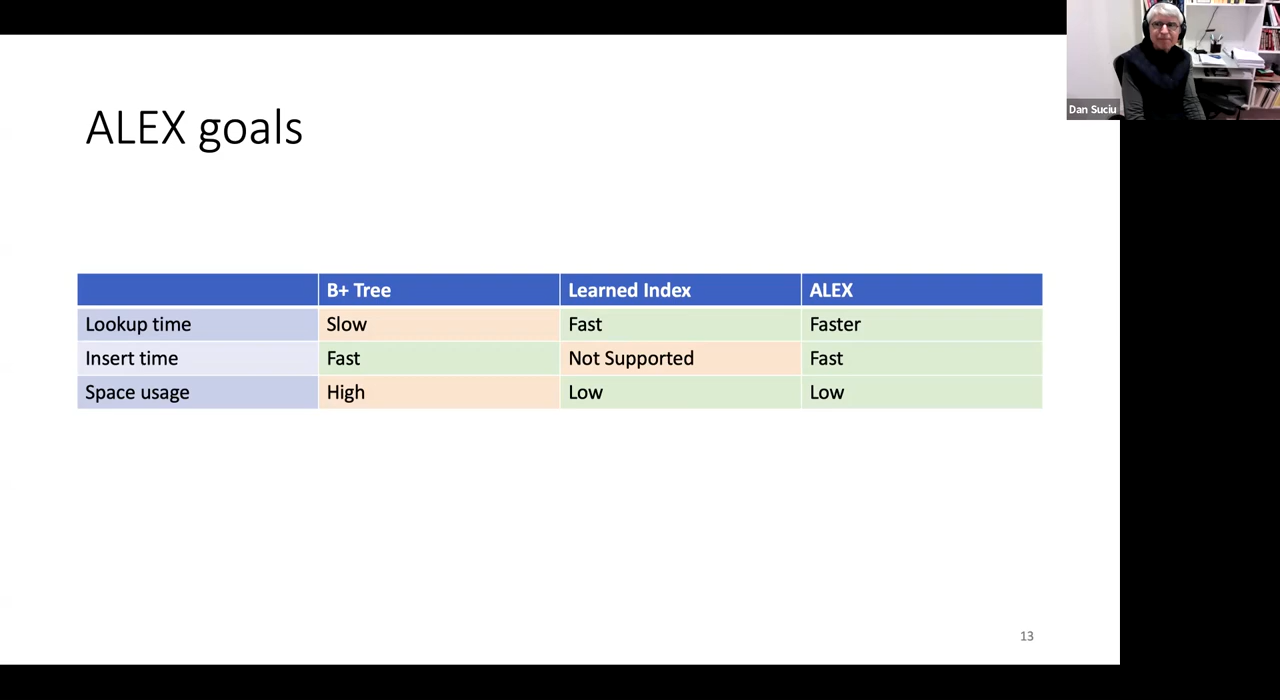 Dan Suciu
ALEX goals
B+ Tree Learned Index ALEX
Lookup time Slow Fast Faster
Insert time Fast Not Supported Fast
Space usage High Low Low
13